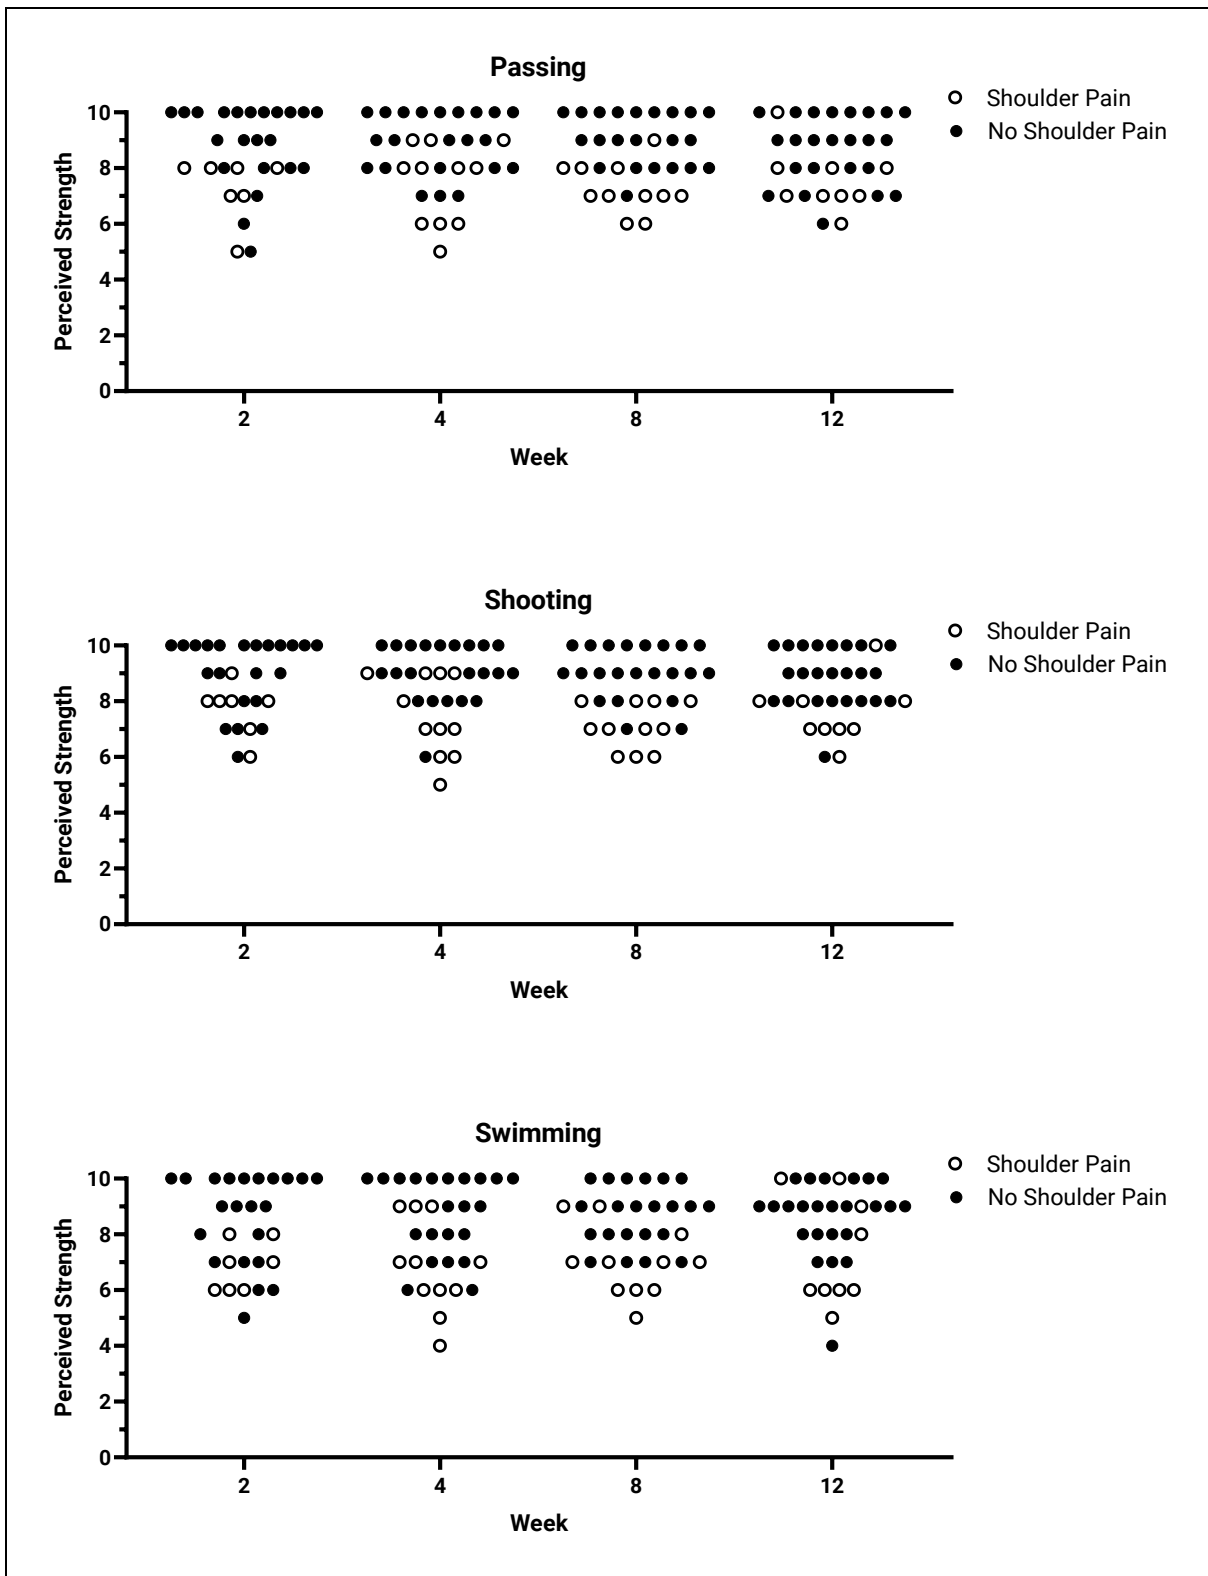 Passing
Shoulder Pain
No Shoulder Pain
Perceived Strength
10
8
6
4
2
0
2 4 8 12
Week
Shooting
Shoulder Pain
No Shoulder Pain
Perceived Strength
10
8
6
4
2
0
2 4 8 12
Week
Swimming
Shoulder Pain
No Shoulder Pain
Perceived Strength
10
8
6
4
2
0
2 4 8 12
Week